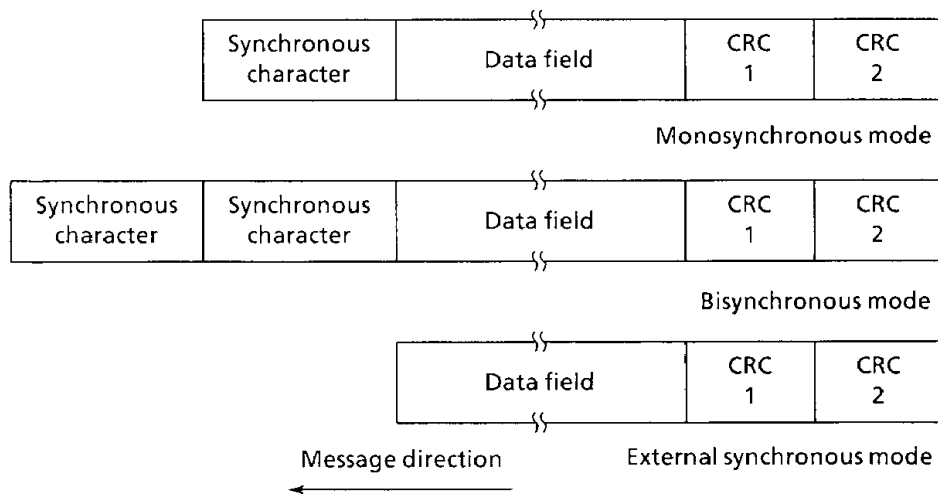 Synchronous
character
Data field
CRC
1
CRC
2
Monosynchronous mode
Synchronous
character
Synchronous
character
Data field
CRC
1
CRC
2
Bisynchronous mode
Data field
CRC
1
CRC
2
Message direction
External synchronous mode